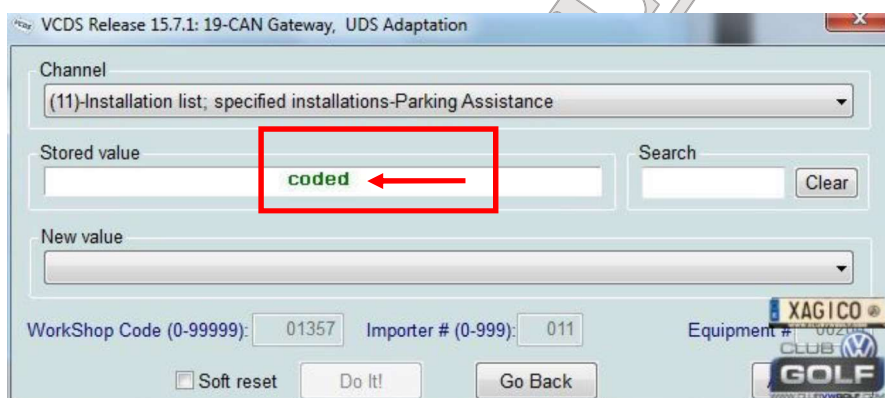 VCDS Release 15.7.1: 19-CAN Gateway, UDS Adaptation
Channel
(11)-Installation list; specified installations-Parking Assistance
Stored value
Search
coded
Clear
New value
WorkShop Code (0-99999): 01357 Importer # (0-999): 011 Equipment #
XAGICO
CLUB
GOLF
Soft reset Do It! Go Back